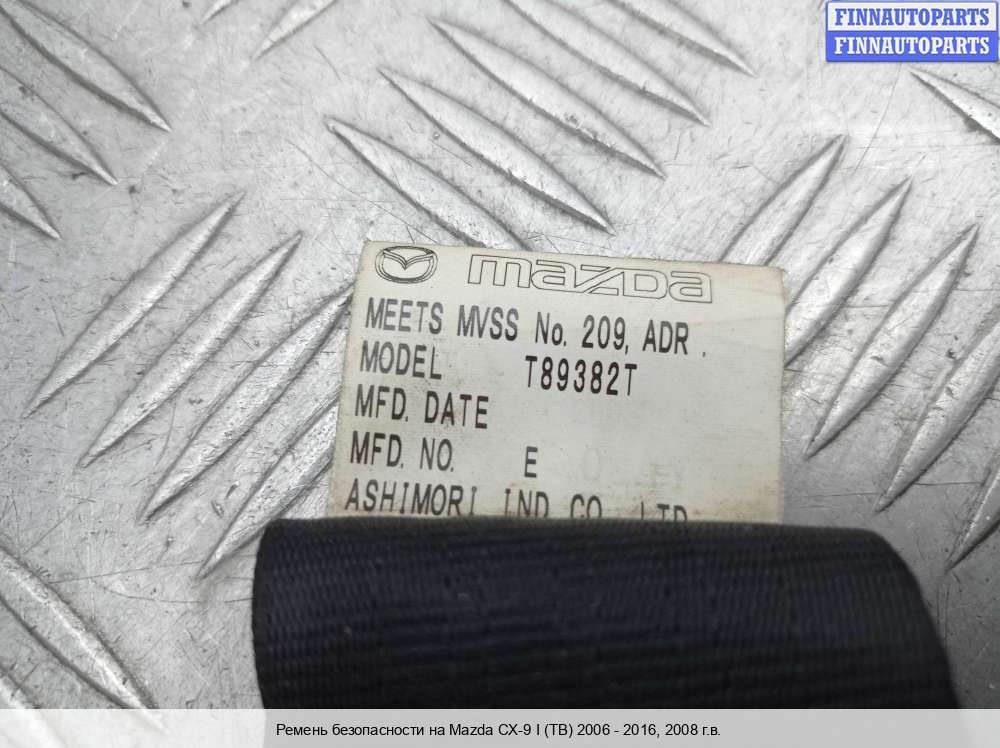 FINNAUTOPARTS
FINNAUTOPARTS
mazda
MEETS MVSS No. 209, ADR .
MODEL T89382T
MFD. DATE
MFD. NO. E
ASHIMORI IND CO., LTD
Ремень безопасности на Mazda CX-9 I (TB) 2006 - 2016, 2008 г.в.